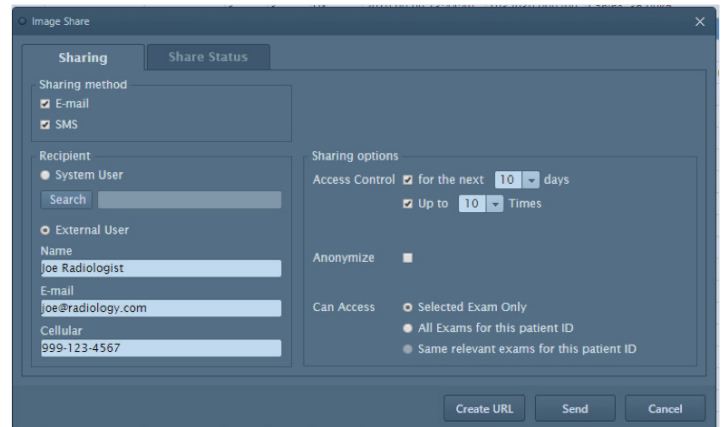 Image Share
Sharing
Share Status
Sharing method
E-mail
SMS
Recipient
System User
Search
External User
Name
Joe Radiologist
E-mail
joe@radiology.com
Cellular
999-123-4567
Sharing options
Access Control for the next 10 days
Up to 10 Times
Anonymize
Can Access Selected Exam Only
All Exams for this patient ID
Same relevant exams for this patient ID
Create URL Send Cancel